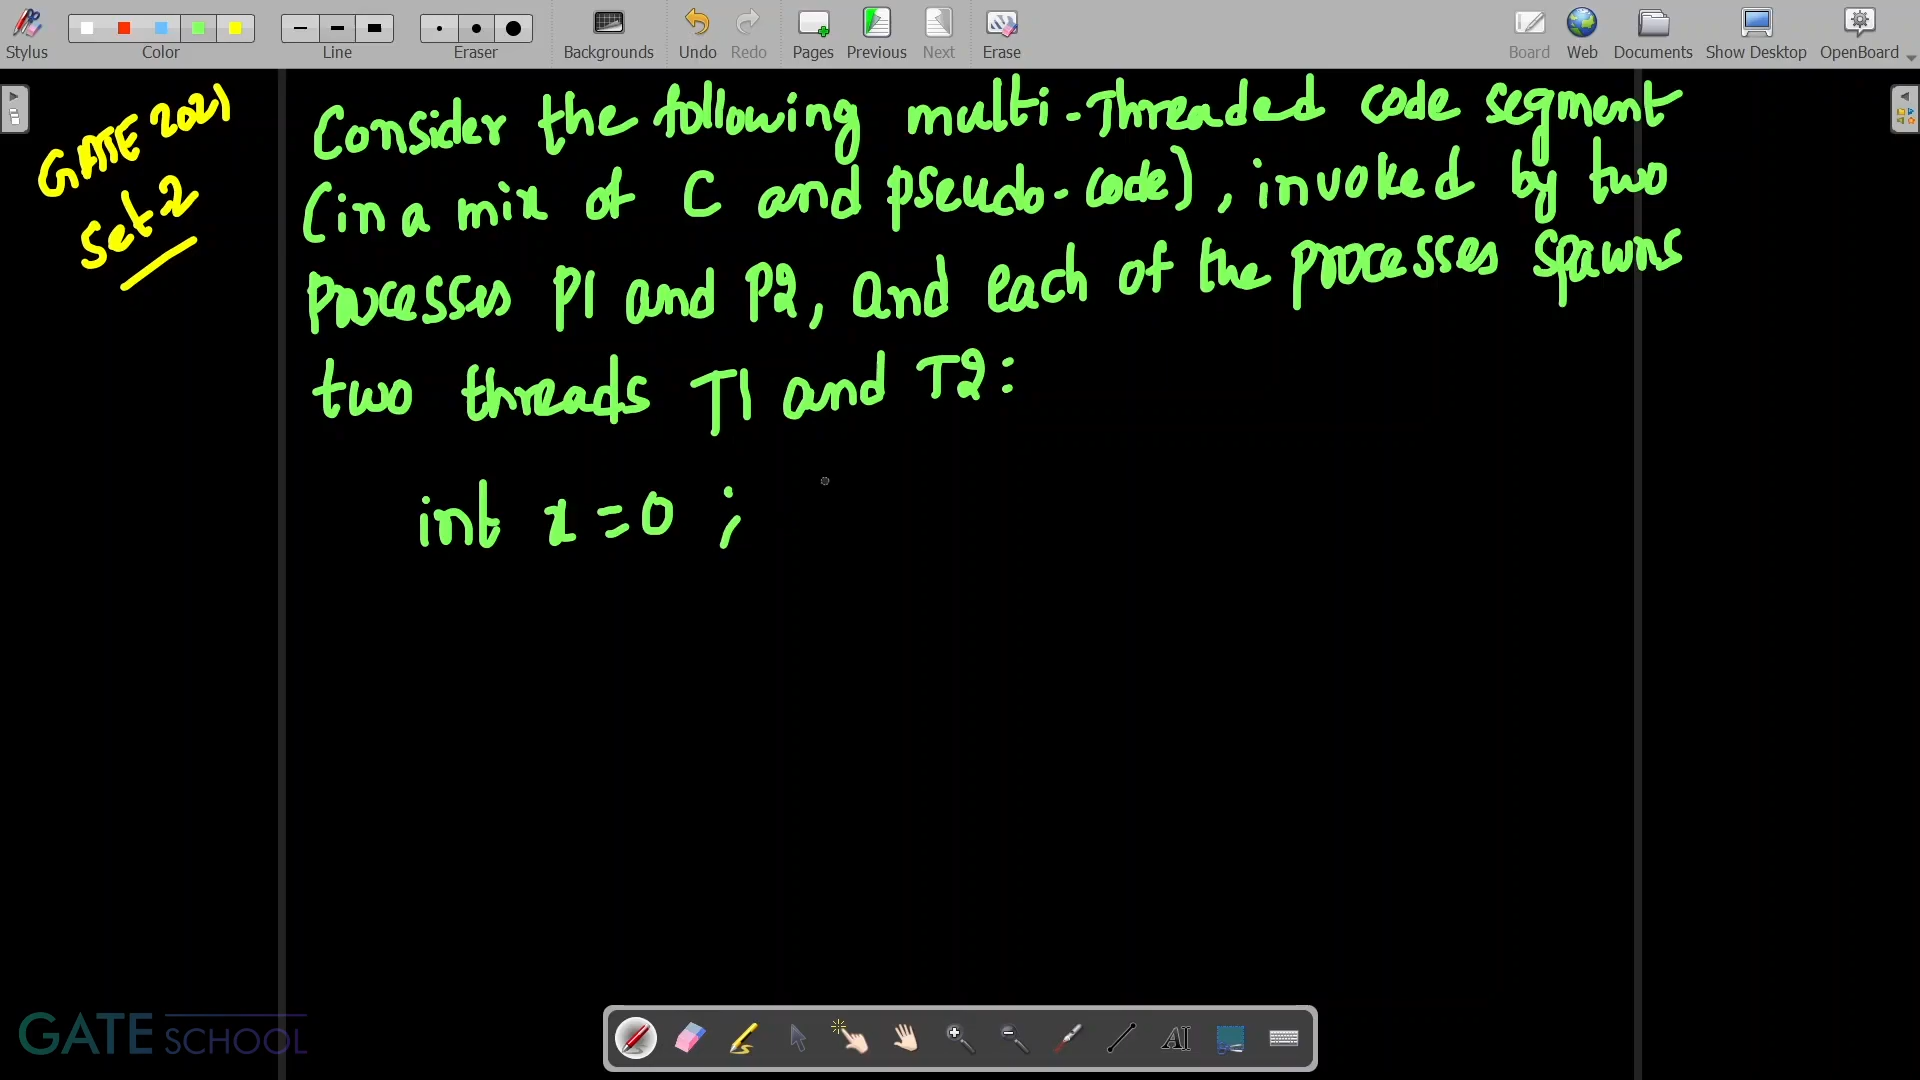 Stylus
Color
Line
Eraser
Backgrounds
Undo
Redo
Pages
Previous
Next
Erase
Board
Web
Documents
Show Desktop
OpenBoard
GATE 2021
Set 2
Consider the following multi-Threaded code segment
(in a mix of C and pseudo-code), invoked by two
processes P1 and P2, and each of the processes spawns
two threads T1 and T2:
int x = 0 ;
GATE SCHOOL
AI